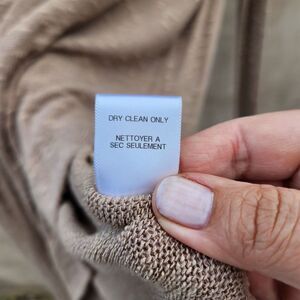 DRY CLEAN ONLY
NETTOYER A
SEC SEULEMENT